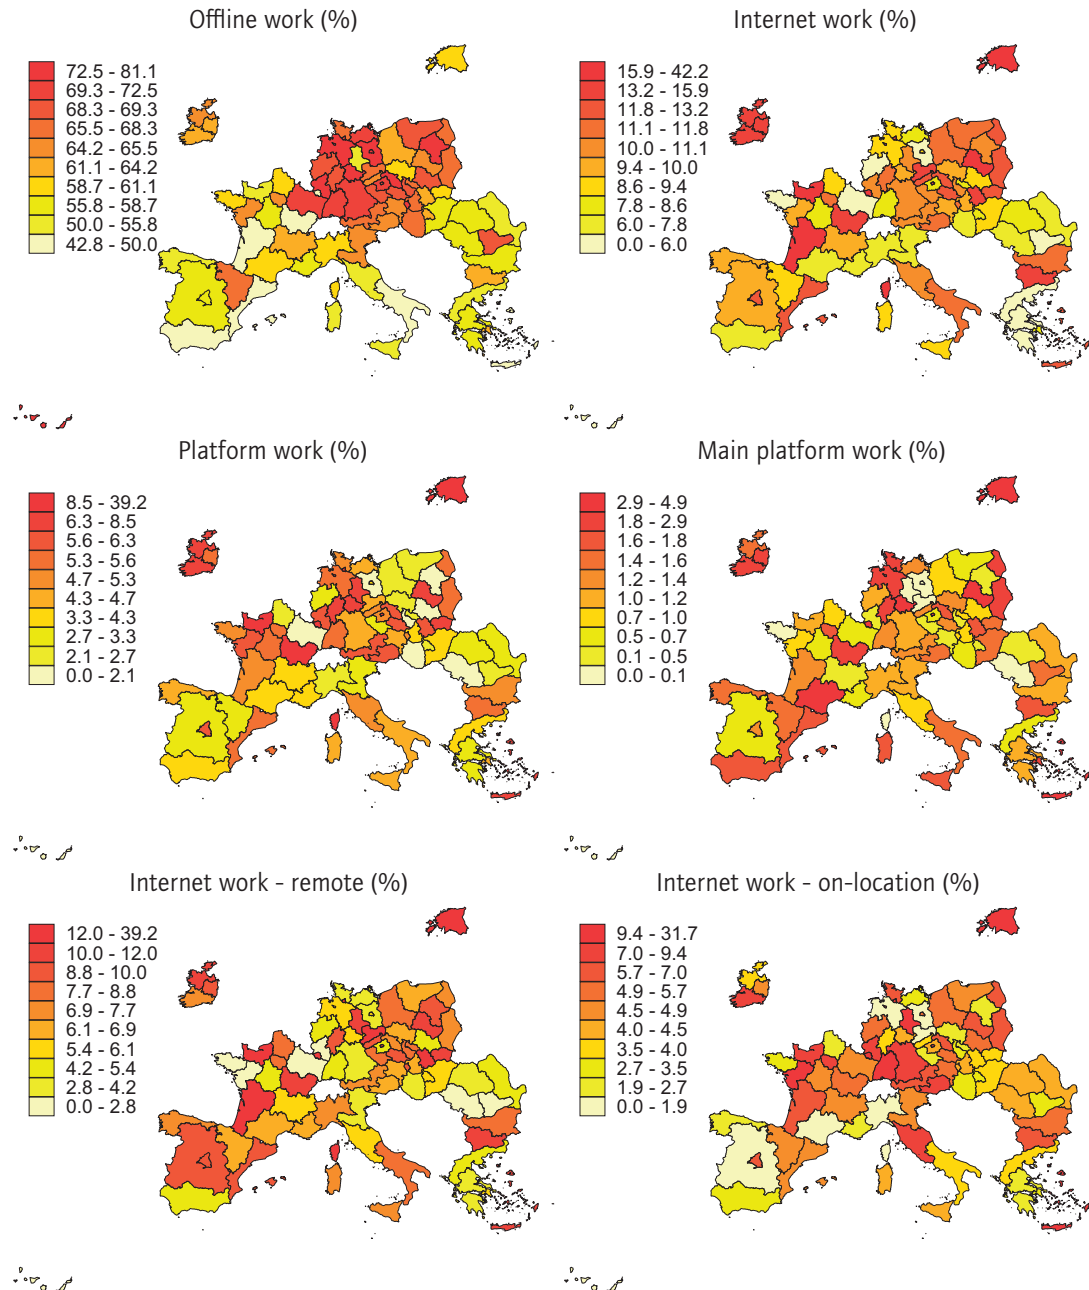 Offline work (%)
72.5 - 81.1
69.3 - 72.5
68.3 - 69.3
65.5 - 68.3
64.2 - 65.5
61.1 - 64.2
58.7 - 61.1
55.8 - 58.7
50.0 - 55.8
42.8 - 50.0
Internet work (%)
15.9 - 42.2
13.2 - 15.9
11.8 - 13.2
11.1 - 11.8
10.0 - 11.1
9.4 - 10.0
8.6 - 9.4
7.8 - 8.6
6.0 - 7.8
0.0 - 6.0
Platform work (%)
8.5 - 39.2
6.3 - 8.5
5.6 - 6.3
5.3 - 5.6
4.7 - 5.3
4.3 - 4.7
3.3 - 4.3
2.7 - 3.3
2.1 - 2.7
0.0 - 2.1
Main platform work (%)
2.9 - 4.9
1.8 - 2.9
1.6 - 1.8
1.4 - 1.6
1.2 - 1.4
1.0 - 1.2
0.7 - 1.0
0.5 - 0.7
0.1 - 0.5
0.0 - 0.1
Internet work - remote (%)
12.0 - 39.2
10.0 - 12.0
8.8 - 10.0
7.7 - 8.8
6.9 - 7.7
6.1 - 6.9
5.4 - 6.1
4.2 - 5.4
2.8 - 4.2
0.0 - 2.8
Internet work - on-location (%)
9.4 - 31.7
7.0 - 9.4
5.7 - 7.0
4.9 - 5.7
4.5 - 4.9
4.0 - 4.5
3.5 - 4.0
2.7 - 3.5
1.9 - 2.7
0.0 - 1.9